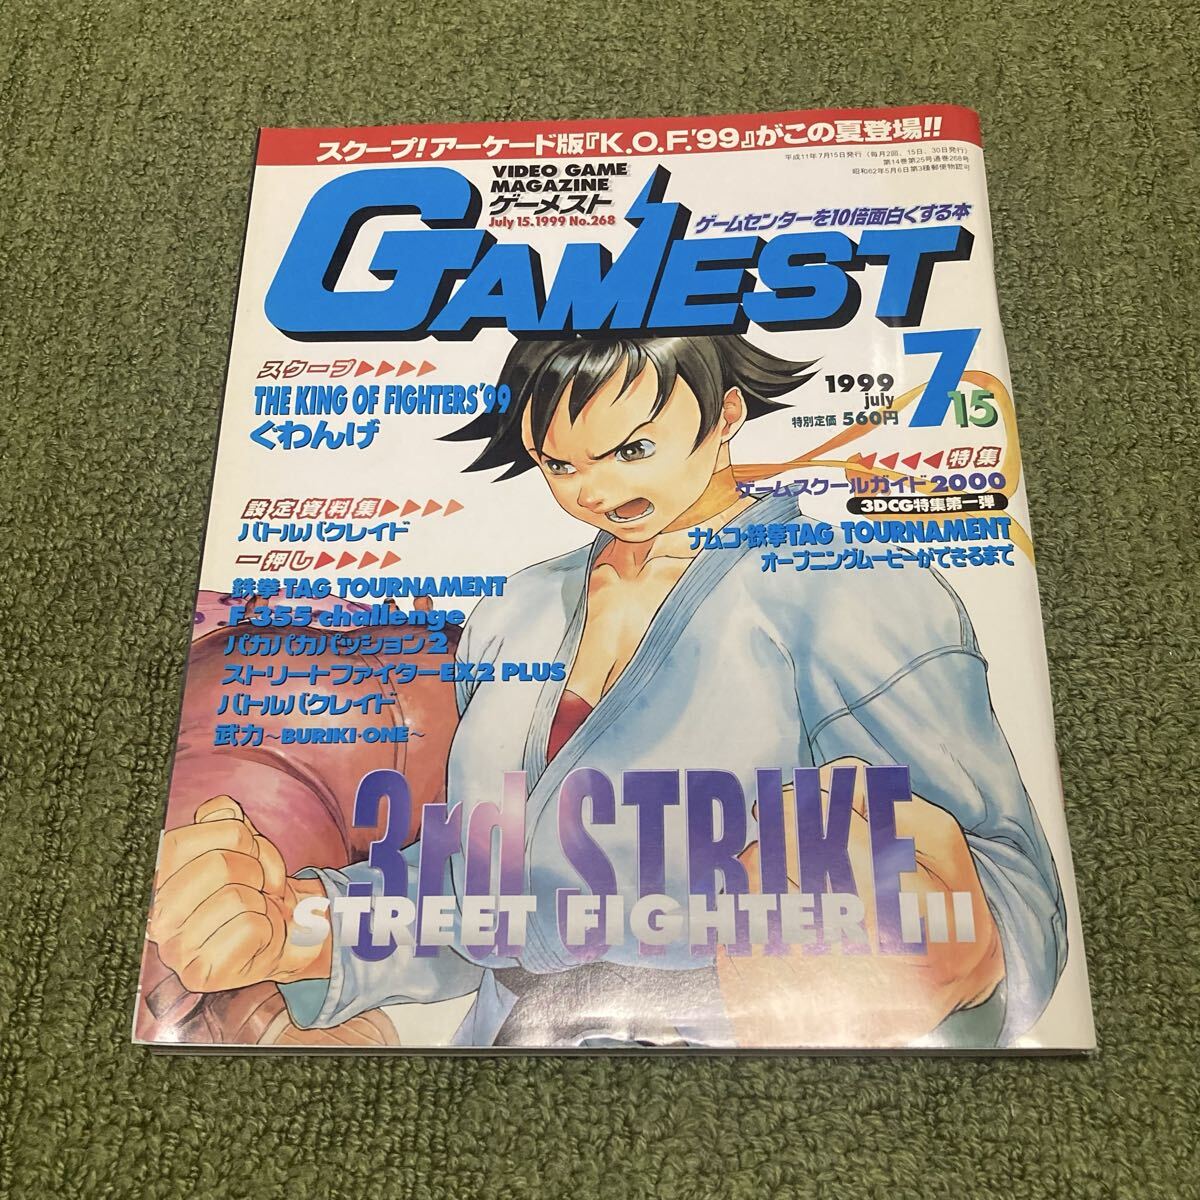 スクープ!アーケード版『K.O.F.'99』がこの夏登場!!
平成11年7月15日発行(毎月2回、15日、30日発行)
第14巻第25号通巻268号
昭和62年5月6日第3種郵便物認可
VIDEO GAME
MAGAZINE
ゲーメスト
July 15.1999 No.268
ゲームセンターを10倍面白くする本
GAMEST
1999
july
7
15
特別定価 560円
スクープ
THE KING OF FIGHTERS'99
ぐわんげ
特集
ゲームスクールガイド2000
3DCG特集第一弾
ナムコ・鉄拳TAG TOURNAMENT
オープニングムービーができるまで
設定資料集
バトルバクレイド
一押し
鉄拳TAG TOURNAMENT
F355 challenge
パカパカパッション2
ストリートファイターEX2 PLUS
バトルバクレイド
武力~BURIKI・ONE~
3rd STRIKE
STREET FIGHTER III